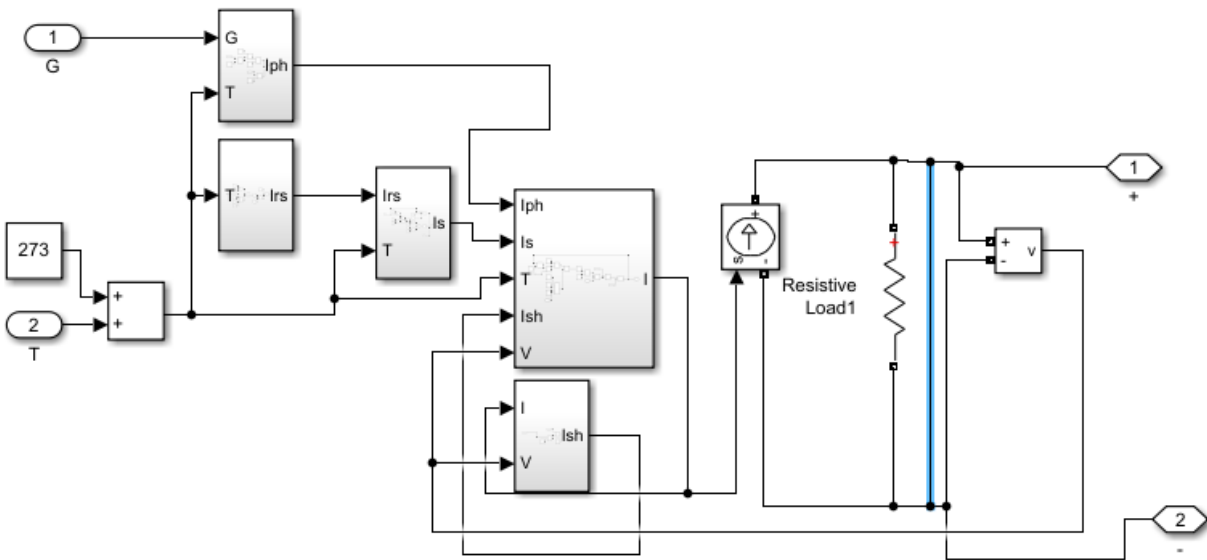 1
G
G
T
Iph
T
Irs
Irs
T
Is
273
+
+
2
T
Iph
Is
T
Ish
V
I
I
V
Ish
+
s
-
Resistive
Load1
+
+
-
v
1
+
2
-